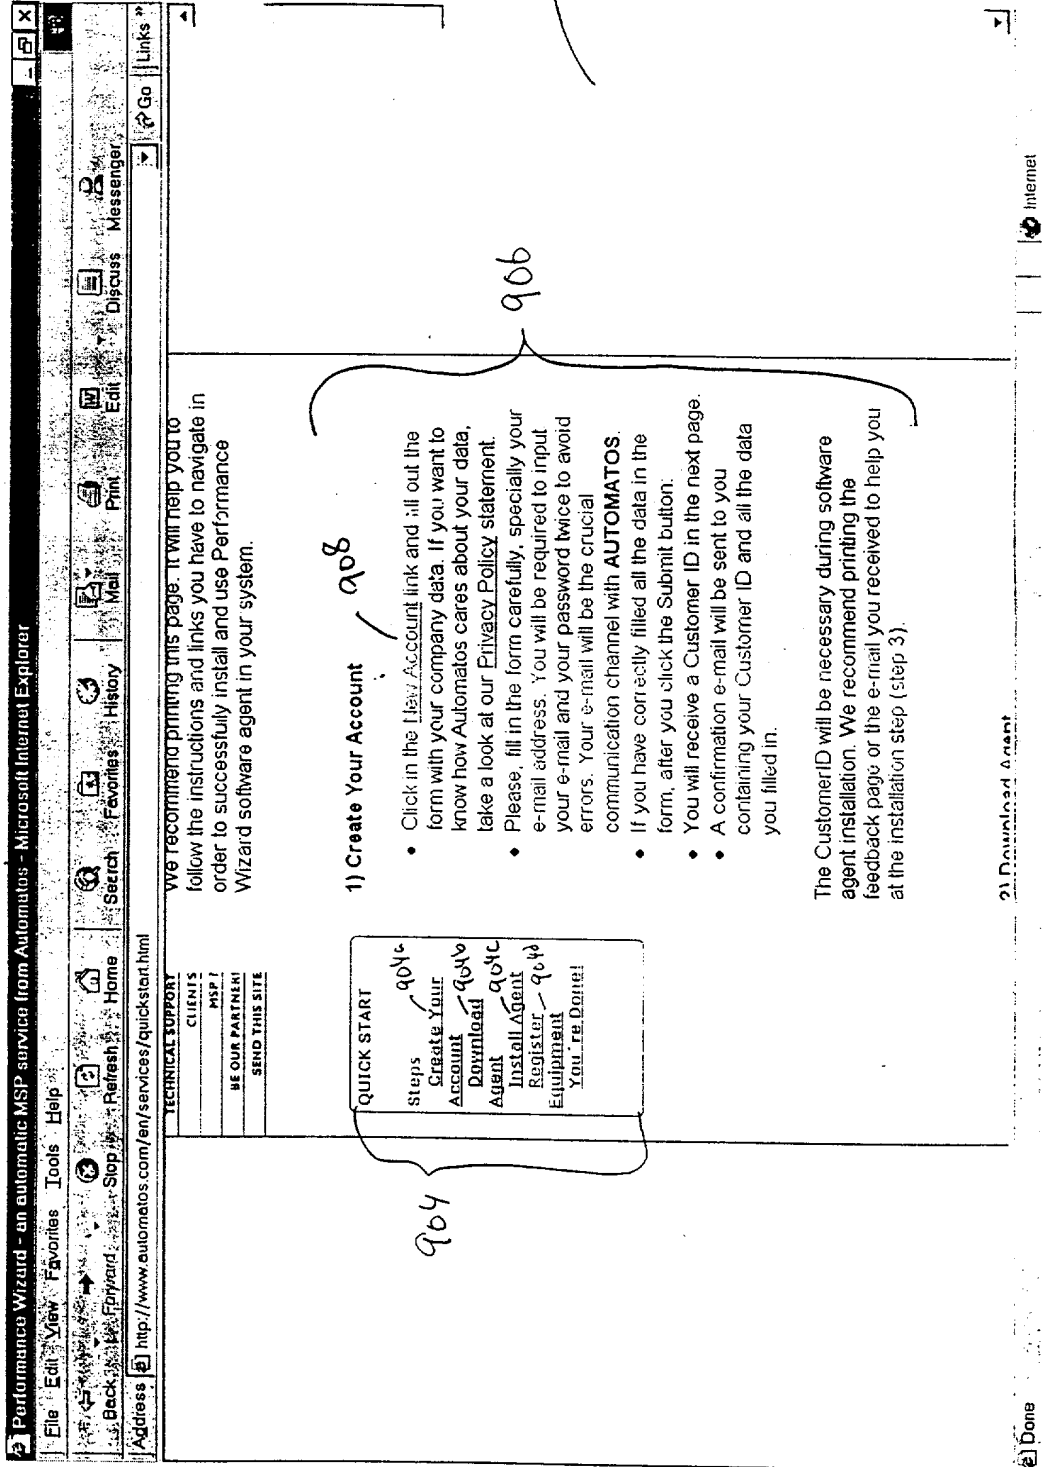 Performance Wizard - an automatic MSP service from Automatos - Microsoft Internet Explorer
File Edit View Favorites Tools Help
Back Forward Stop Refresh Home Search Favorites History Mail Print Edit Discuss Messenger
Address http://www.automatos.com/en/services/quickstart.html Go Links »
TECHNICAL SUPPORT
CLIENTS
MSP ?
BE OUR PARTNER!
SEND THIS SITE
We recommend printing this page. It will help you to
follow the instructions and links you have to navigate in
order to successfully install and use Performance
Wizard software agent in your system.
904
QUICK START
Steps
Create Your 904a
Account
Download 904b
Agent
Install Agent 904c
Register 904d
Equipment
You're Done!
1) Create Your Account
908
906
• Click in the New Account link and fill out the
form with your company data. If you want to
know how Automatos cares about your data,
take a look at our Privacy Policy statement.
• Please, fill in the form carefully, specially your
e-mail address. You will be required to input
your e-mail and your password twice to avoid
errors. Your e-mail will be the crucial
communication channel with AUTOMATOS.
• If you have correctly filled all the data in the
form, after you click the Submit button:
• You will receive a Customer ID in the next page.
• A confirmation e-mail will be sent to you
containing your Customer ID and all the data
you filled in.
The CustomerID will be necessary during software
agent installation. We recommend printing the
feedback page or the e-mail you received to help you
at the installation step (step 3).
2) Download Agent
Done Internet